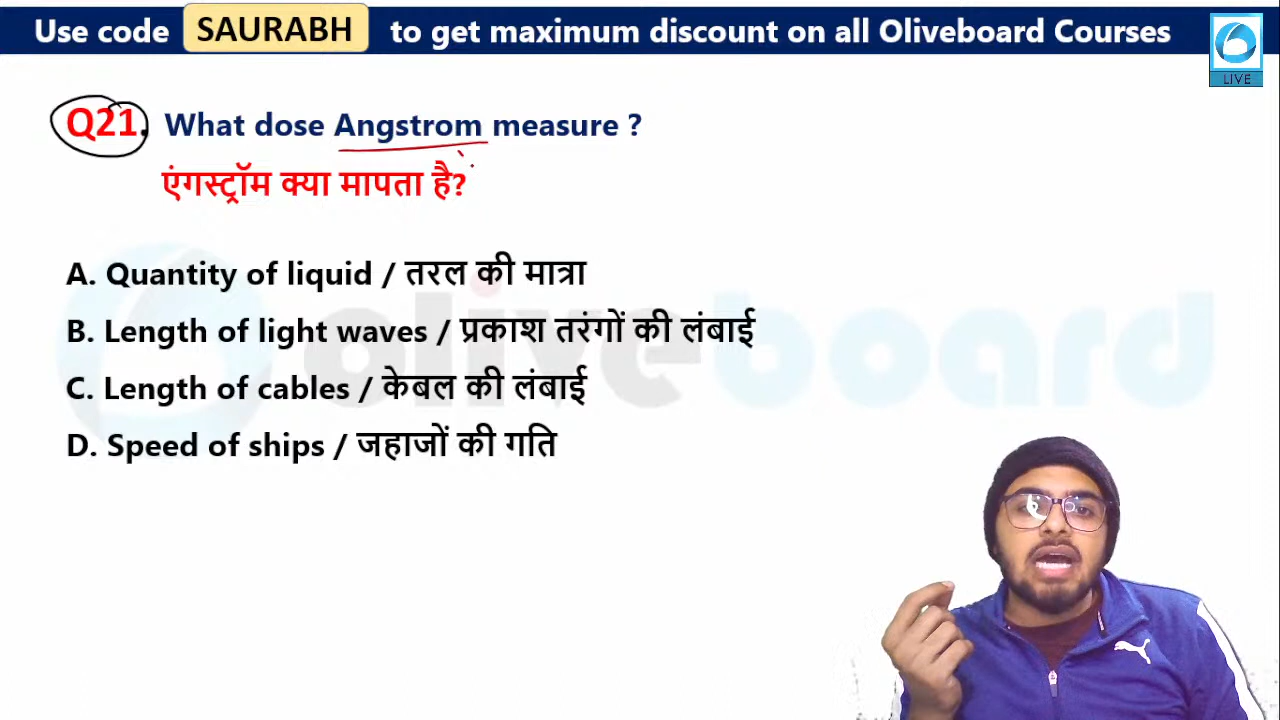 Use code SAURABH to get maximum discount on all Oliveboard Courses
LIVE
Q21. What dose Angstrom measure ?
एंगस्ट्रॉम क्या मापता है?
A. Quantity of liquid / तरल की मात्रा
B. Length of light waves / प्रकाश तरंगों की लंबाई
C. Length of cables / केबल की लंबाई
D. Speed of ships / जहाजों की गति
oliveboard